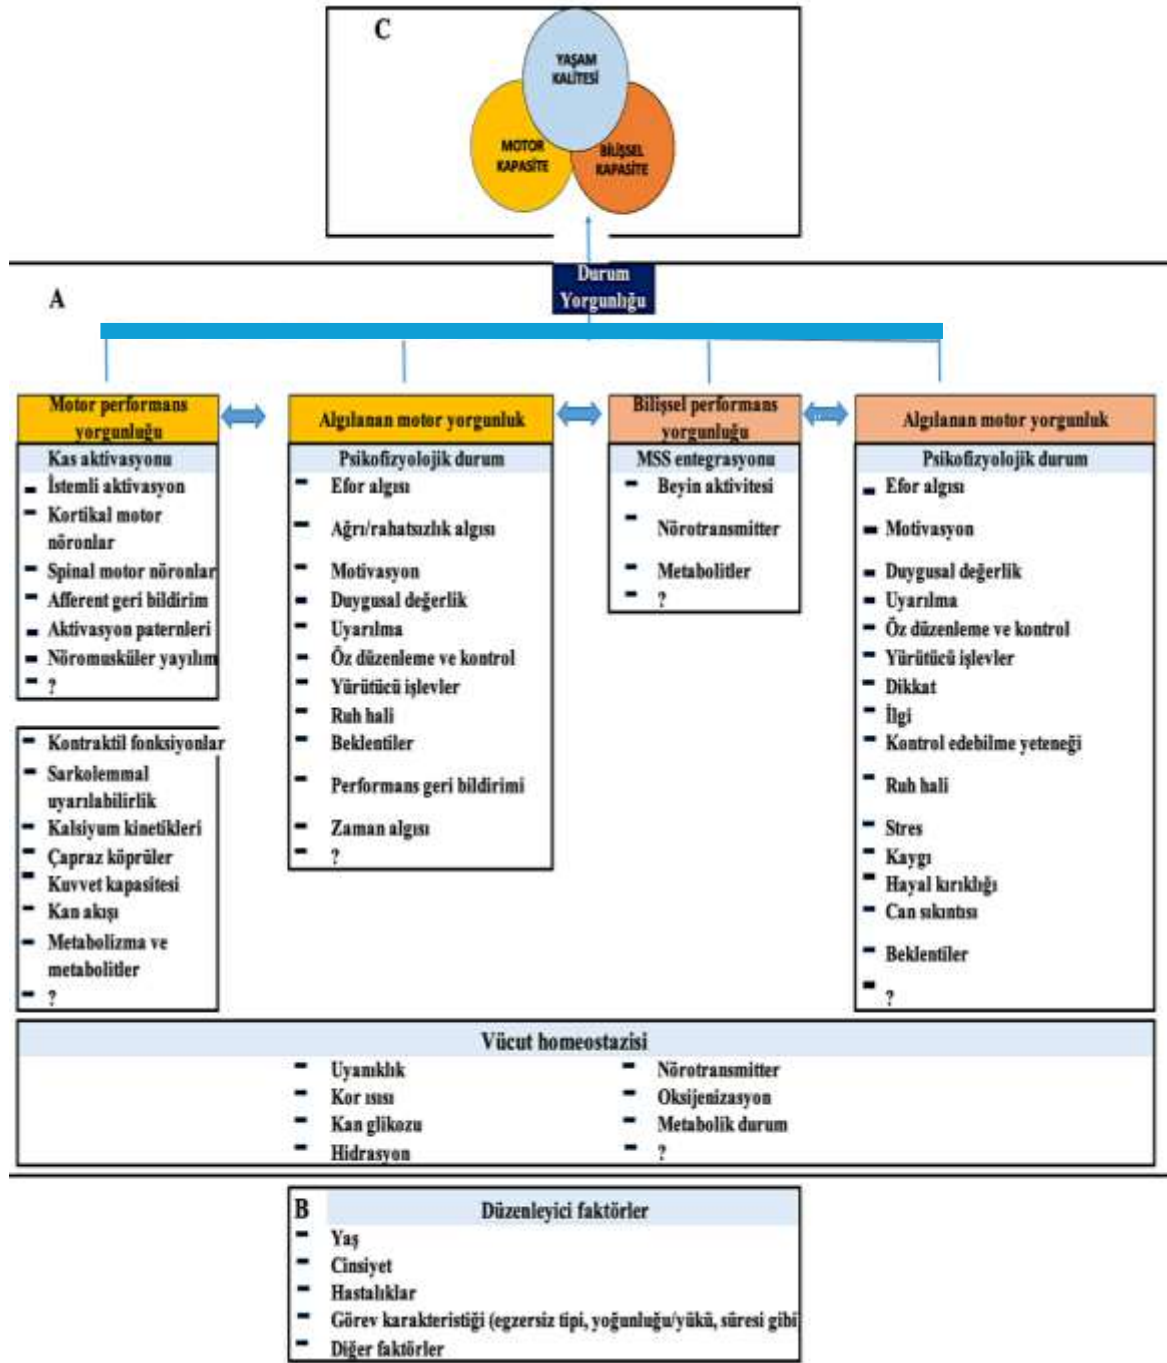 C
YAŞAM
KALİTESİ
MOTOR
KAPASİTE
BİLİŞSEL
KAPASİTE
Durum
Yorgunlığu
A
Motor performans
yorgunluğu
Kas aktivasyonu
- İstemli aktivasyon
- Kortikal motor
nöronlar
- Spinal motor nöronlar
- Afferent geri bildirim
- Aktivasyon paternleri
- Nöromusküler yayılım
- ?
- Kontraktil fonksiyonlar
- Sarkolemmal
uyarılabilirlik
- Kalsiyum kinetikleri
- Çapraz köprüler
- Kuvvet kapasitesi
- Kan akışı
- Metabolizma ve
metabolitler
- ?
Algılanan motor yorgunluk
Psikofizyolojik durum
- Efor algısı
- Ağrı/rahatsızlık algısı
- Motivasyon
- Duygusal değerlik
- Uyarılma
- Öz düzenleme ve kontrol
- Yürütücü işlevler
- Ruh hali
- Beklentiler
- Performans geri bildirimi
- Zaman algısı
- ?
Bilişsel performans
yorgunluğu
MSS entegrasyonu
- Beyin aktivitesi
- Nörotransmitter
- Metabolitler
- ?
Algılanan motor yorgunluk
Psikofizyolojik durum
- Efor algısı
- Motivasyon
- Duygusal değerlik
- Uyarılma
- Öz düzenleme ve kontrol
- Yürütücü işlevler
- Dikkat
- İlgi
- Kontrol edebilme yeteneği
- Ruh hali
- Stres
- Kaygı
- Hayal kırıklığı
- Can sıkıntısı
- Beklentiler
- ?
Vücut homeostazisi
- Uyanıklık
- Kor ısısı
- Kan glikozu
- Hidrasyon
- Nörotransmitter
- Oksijenizasyon
- Metabolik durum
- ?
B
Düzenleyici faktörler
- Yaş
- Cinsiyet
- Hastalıklar
- Görev karakteristiği (egzersiz tipi, yoğunluğu/yükü, süresi gibi
- Diğer faktörler